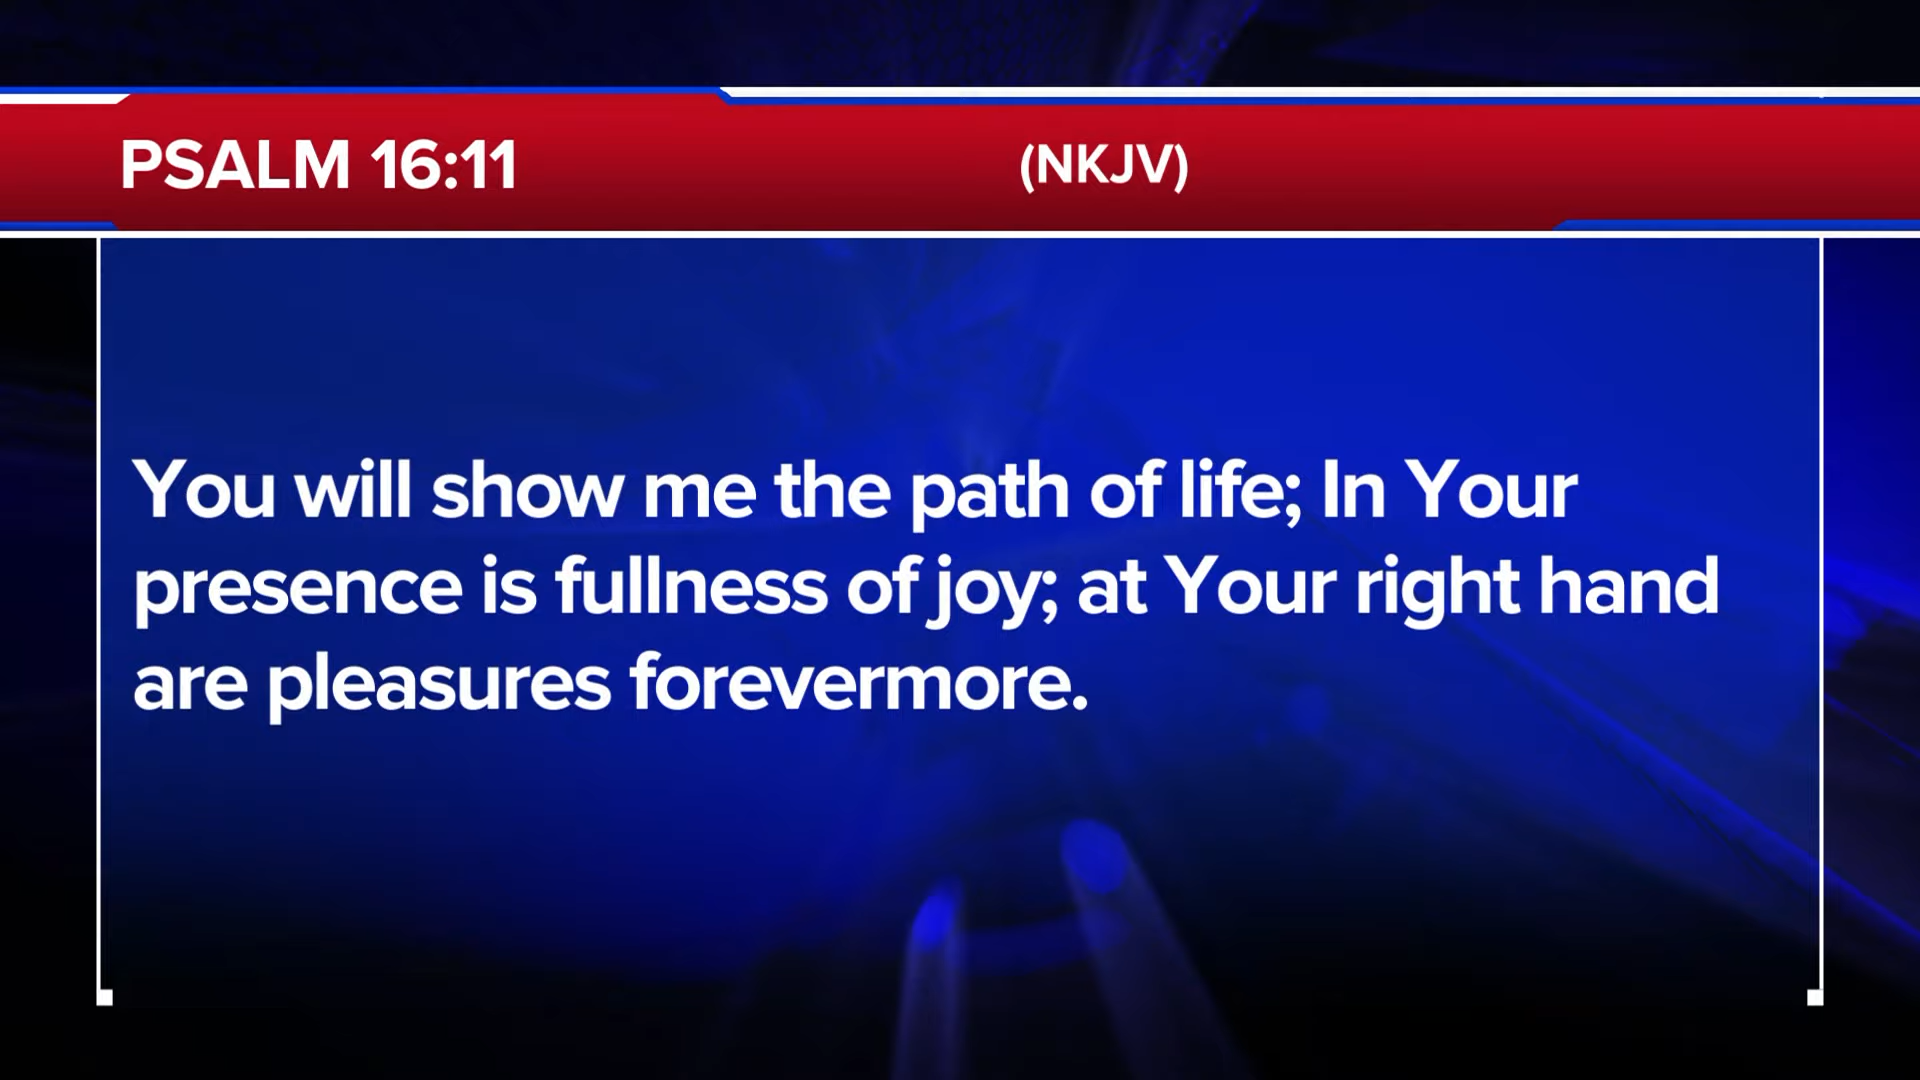 PSALM 16:11 (NKJV)
You will show me the path of life; In Your
presence is fullness of joy; at Your right hand
are pleasures forevermore.